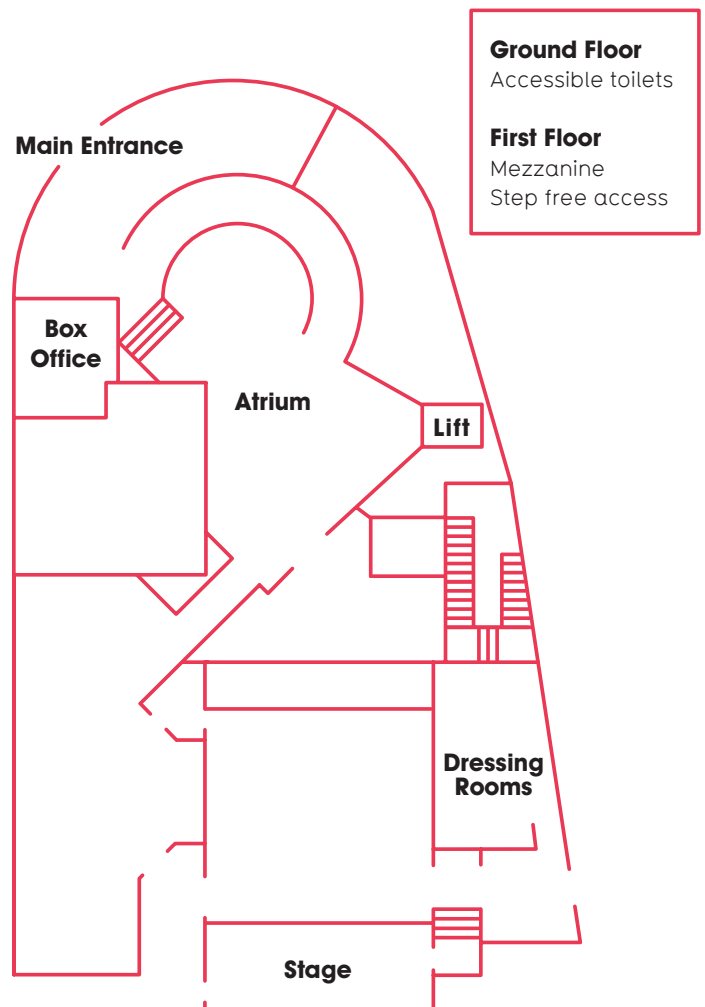 Ground Floor
Accessible toilets
First Floor
Mezzanine
Step free access
Main Entrance
Box
Office
Atrium
Lift
Dressing
Rooms
Stage